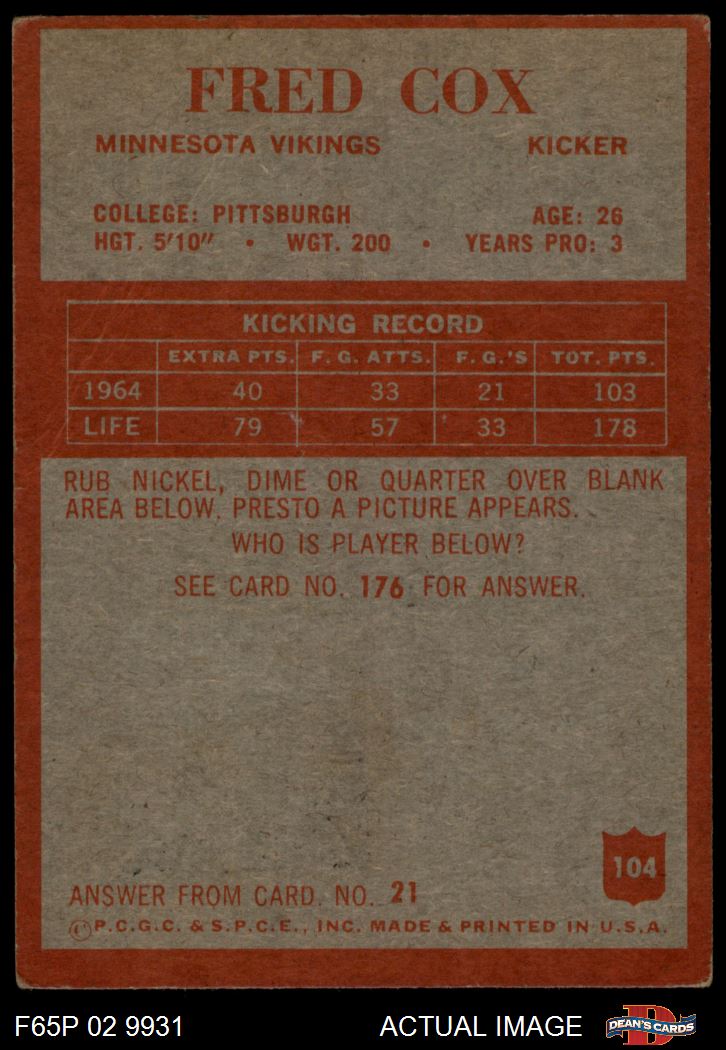 FRED COX
MINNESOTA VIKINGS KICKER
COLLEGE: PITTSBURGH AGE: 26
HGT. 5'10" • WGT. 200 • YEARS PRO: 3
KICKING RECORD
EXTRA PTS. F. G. ATTS. F. G.'S TOT. PTS.
1964 40 33 21 103
LIFE 79 57 33 178
RUB NICKEL, DIME OR QUARTER OVER BLANK
AREA BELOW. PRESTO A PICTURE APPEARS.
WHO IS PLAYER BELOW?
SEE CARD NO. 176 FOR ANSWER.
104
ANSWER FROM CARD. NO. 21
©P.C.G.C. & S.P.C.E., INC. MADE & PRINTED IN U.S.A.
F65P 02 9931 ACTUAL IMAGE D DEAN'S CARDS